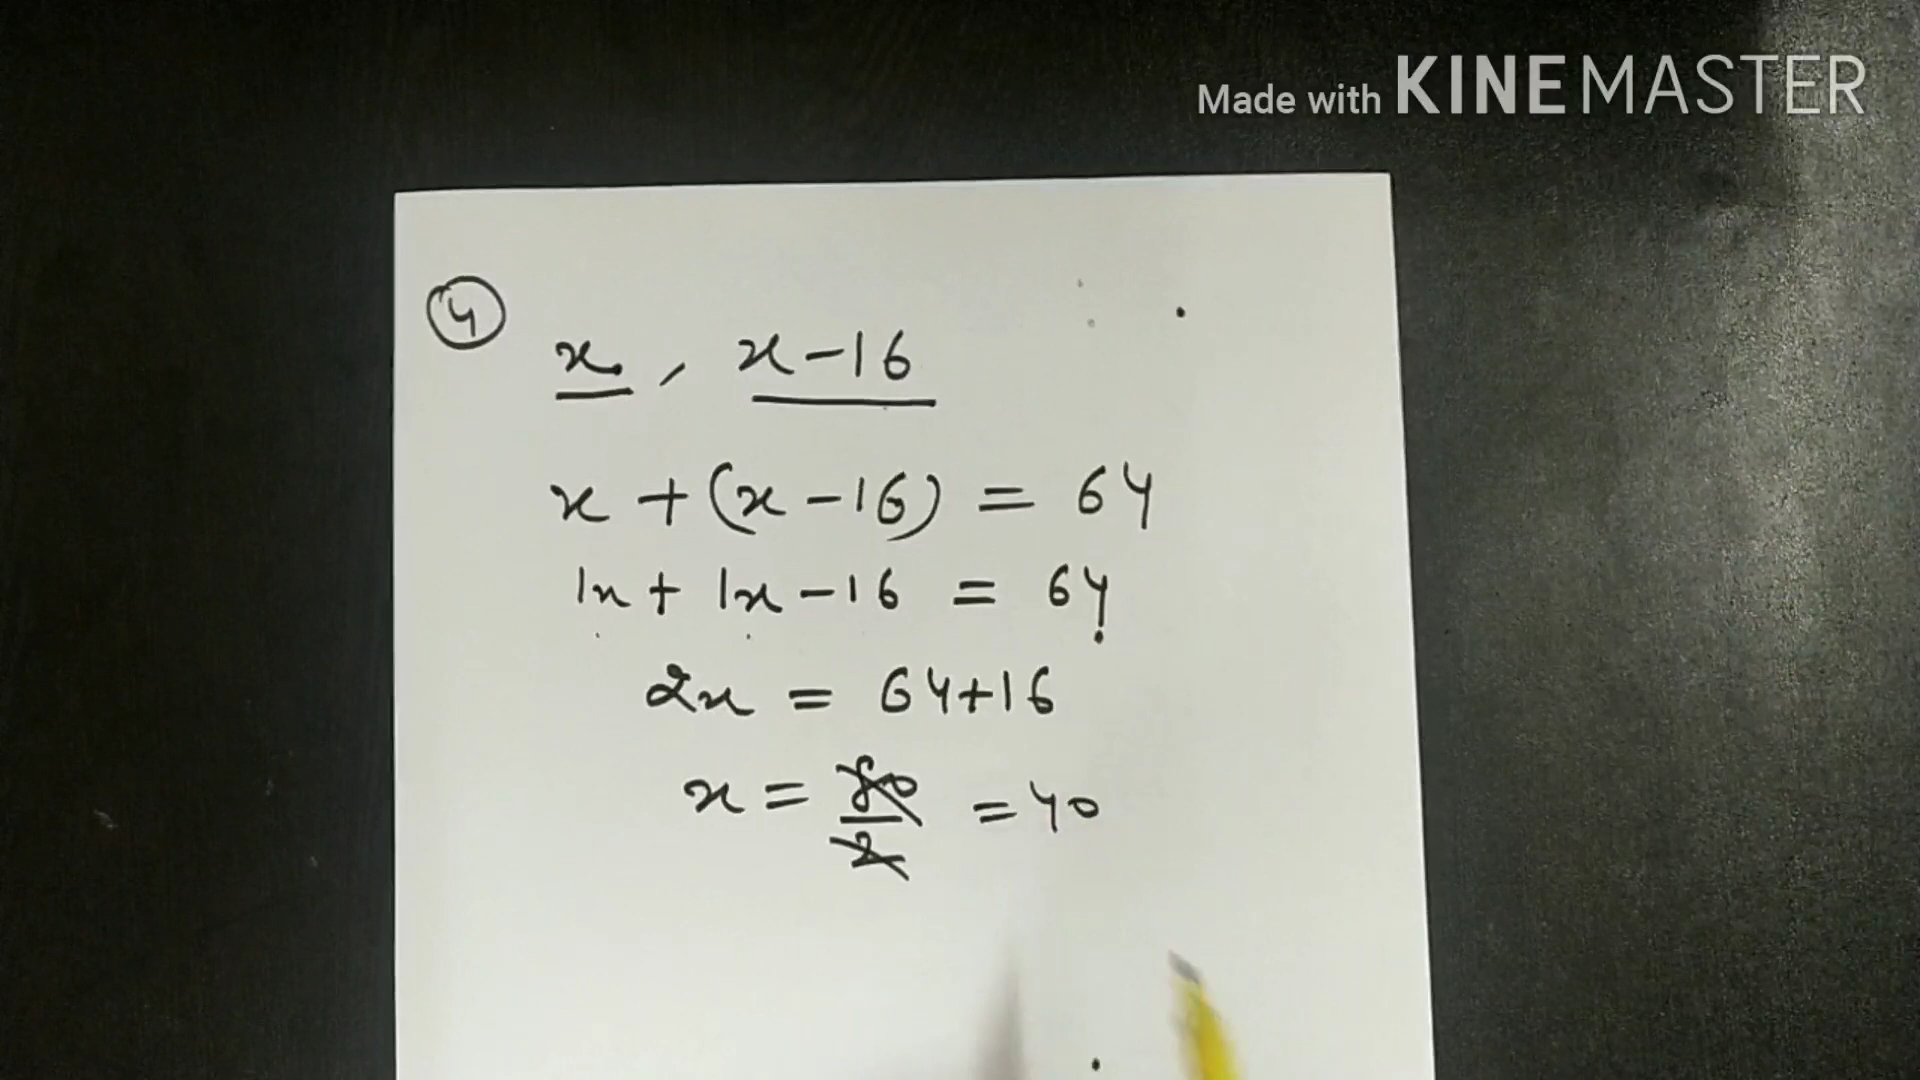 Made with KINEMASTER
4
x, x-16
x+(x-16) = 64
1x+1x-16 = 64
2x = 64+16
x = 80/2 = 40